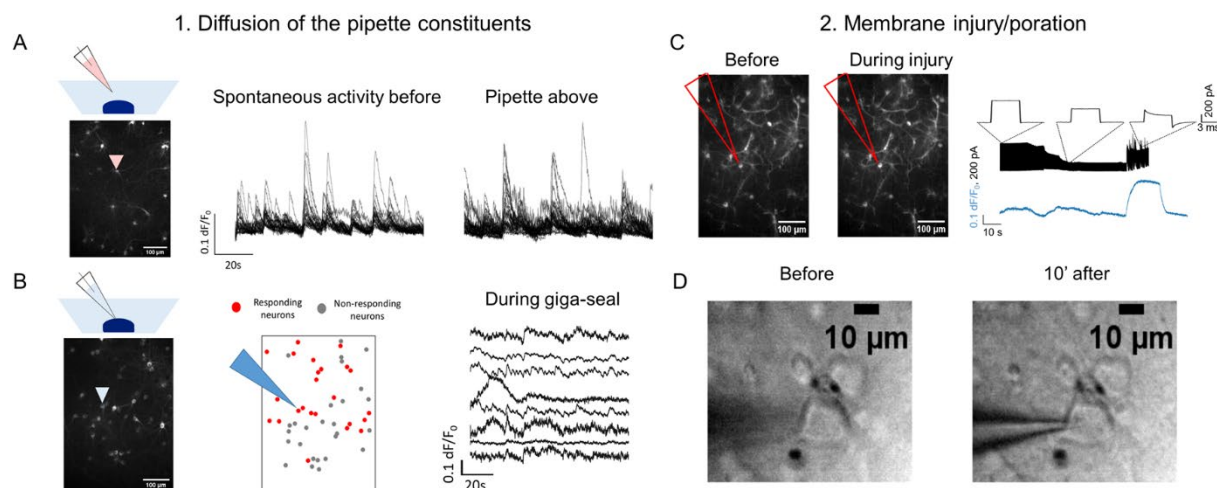 1. Diffusion of the pipette constituents
2. Membrane injury/poration
A
Spontaneous activity before
Pipette above
100 µm
0.1 dF/F0
20s
B
Responding neurons
Non-responding neurons
During giga-seal
100 µm
0.1 dF/F0
20s
C
Before
During injury
100 µm
100 µm
200 pA
3 ms
0.1 dF/F0, 200 pA
10 s
D
Before
10' after
10 µm
10 µm